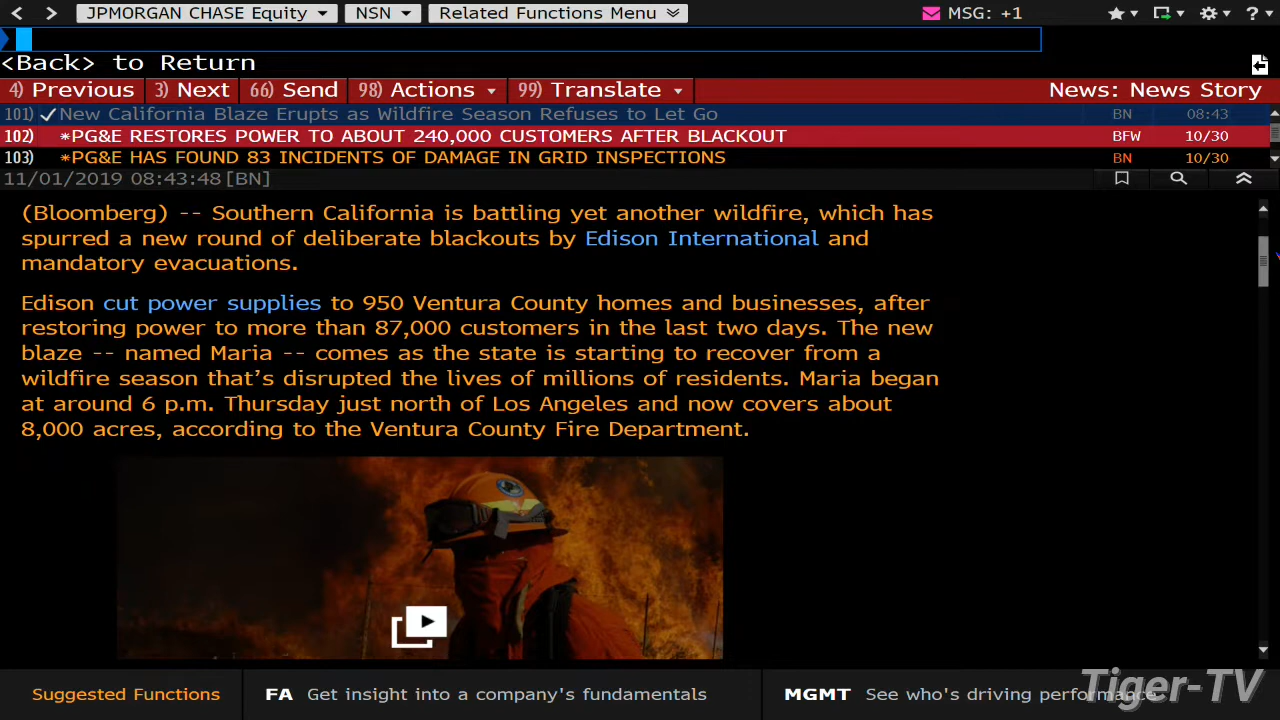 JPMORGAN CHASE Equity NSN Related Functions Menu MSG: +1 ?
<Back> to Return
4) Previous 3) Next 66) Send 98) Actions 99) Translate News: News Story
101) New California Blaze Erupts as Wildfire Season Refuses to Let Go BN 08:43
102) *PG&E RESTORES POWER TO ABOUT 240,000 CUSTOMERS AFTER BLACKOUT BFW 10/30
103) *PG&E HAS FOUND 83 INCIDENTS OF DAMAGE IN GRID INSPECTIONS BN 10/30
11/01/2019 08:43:48 [BN]
(Bloomberg) -- Southern California is battling yet another wildfire, which has
spurred a new round of deliberate blackouts by Edison International and
mandatory evacuations.
Edison cut power supplies to 950 Ventura County homes and businesses, after
restoring power to more than 87,000 customers in the last two days. The new
blaze -- named Maria -- comes as the state is starting to recover from a
wildfire season that's disrupted the lives of millions of residents. Maria began
at around 6 p.m. Thursday just north of Los Angeles and now covers about
8,000 acres, according to the Ventura County Fire Department.
Suggested Functions FA Get insight into a company's fundamentals MGMT See who's driving performance
Tiger-TV